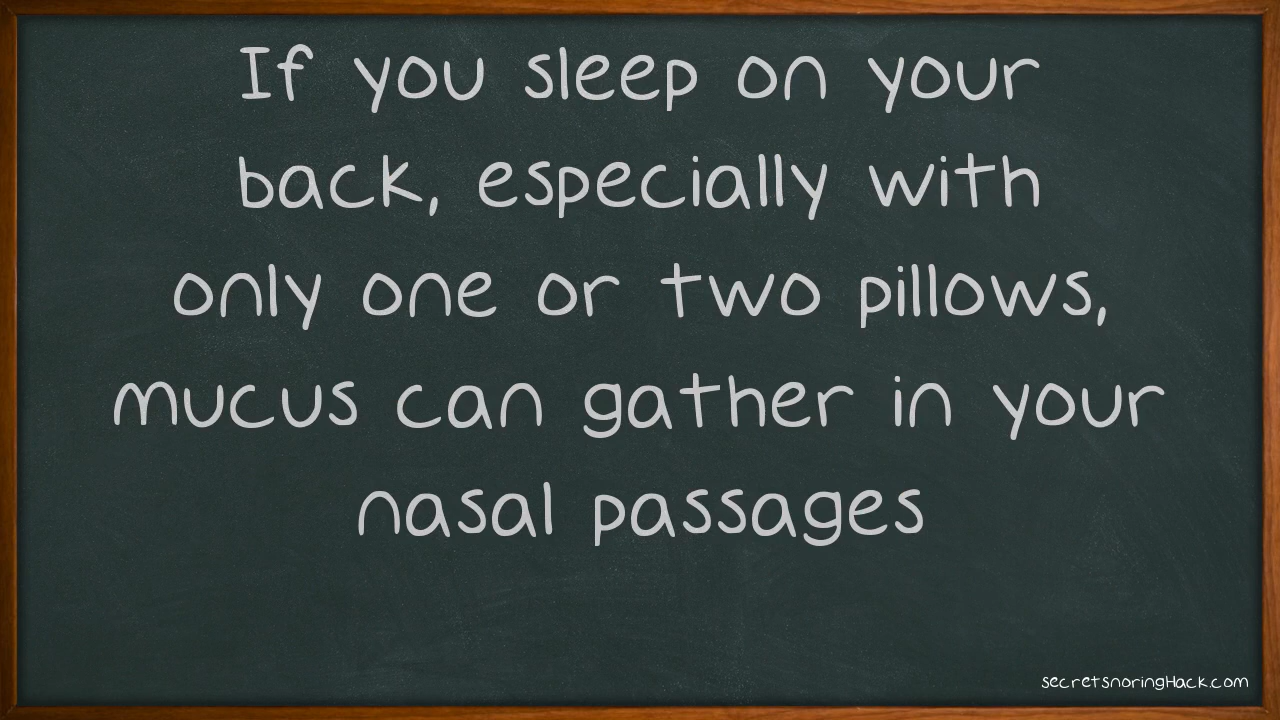 If you sleep on your
back, especially with
only one or two pillows,
mucus can gather in your
nasal passages
secretsnoringHack.com